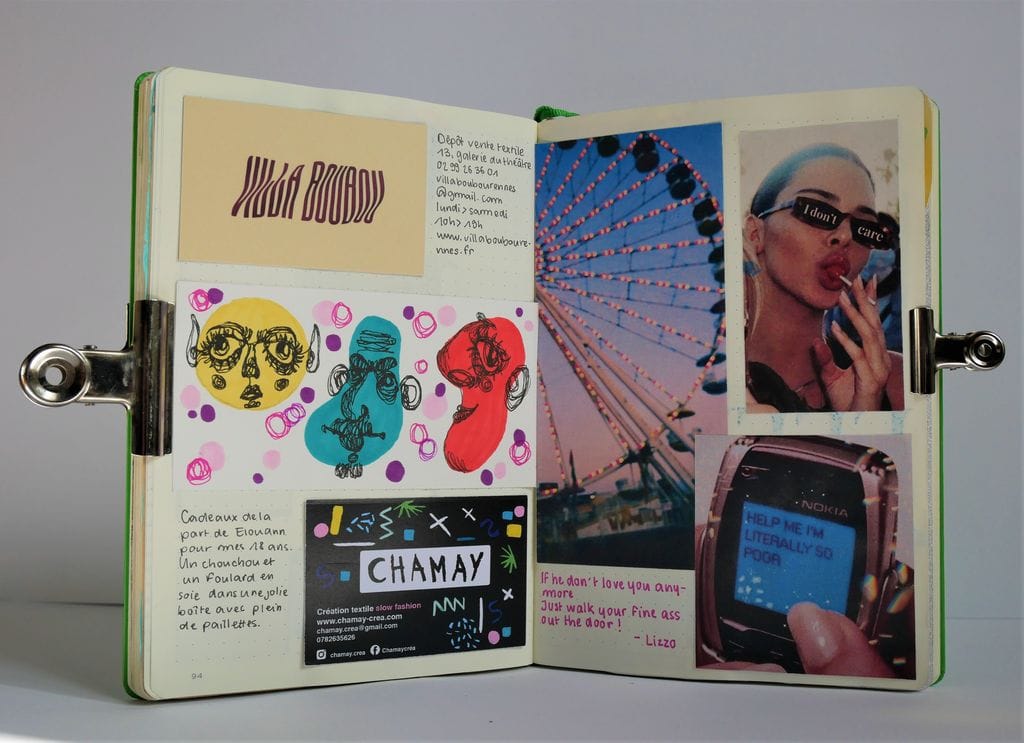 VILLA BOUBOU
Dépôt vente textile
13, galerie du théâtre
02 99 26 36 01
villaboubourennes
@gmail.com
lundi > samedi
10h > 19h
www.villabouboure-
nnes.fr
Cadeaux de la
part de Elouann
pour mes 18 ans.
Un chouchou et
un foulard en
soie dans une jolie
boîte avec plein
de paillettes.
CHAMAY
Création textile slow fashion
www.chamay-crea.com
chamay.crea@gmail.com
0782635626
chamay.crea Chamaycrea
94
I don't care
NOKIA
HELP ME I'M
LITERALLY SO
POOR
If he don't love you any-
more
Just walk your fine ass
out the door !
- Lizzo